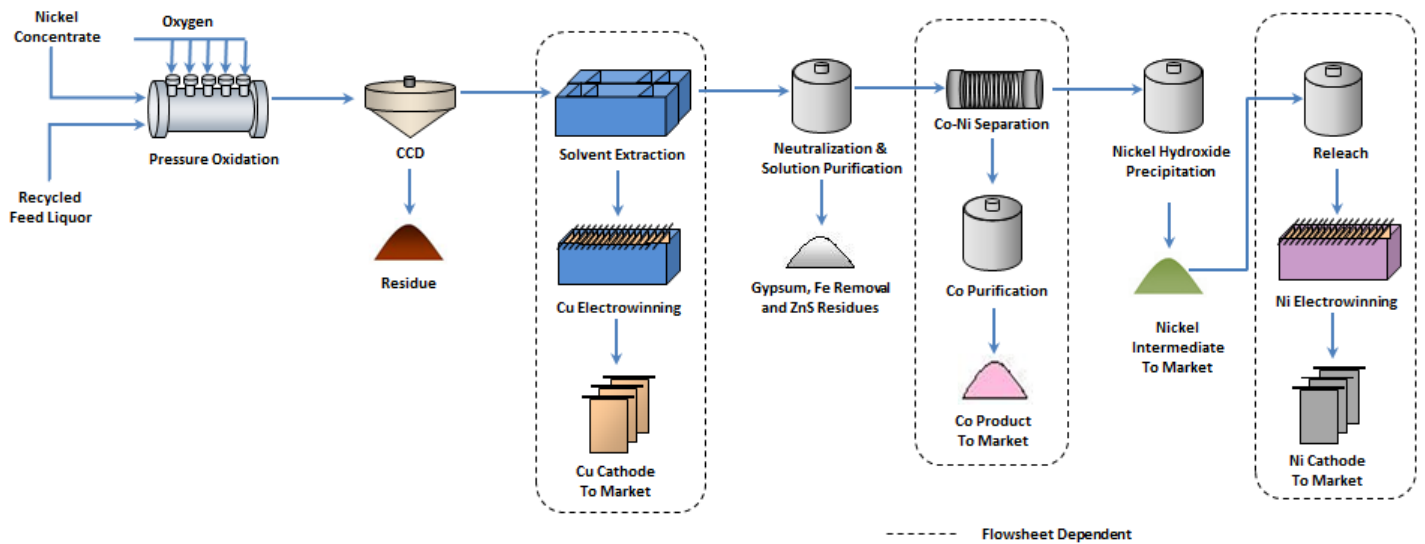 Nickel
Concentrate
Oxygen
Pressure Oxidation
Recycled
Feed Liquor
CCD
Residue
Solvent Extraction
Cu Electrowinning
Cu Cathode
To Market
Neutralization &
Solution Purification
Gypsum, Fe Removal
and ZnS Residues
Co-Ni Separation
Co Purification
Co Product
To Market
Nickel Hydroxide
Precipitation
Nickel
Intermediate
To Market
Releach
Ni Electrowinning
Ni Cathode
To Market
Flowsheet Dependent